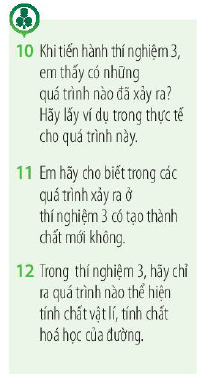 10 Khi tiến hành thí nghiệm 3,
em thấy có những
quá trình nào đã xảy ra?
Hãy lấy ví dụ trong thực tế
cho quá trình này.
11 Em hãy cho biết trong các
quá trình xảy ra ở
thí nghiệm 3 có tạo thành
chất mới không.
12 Trong thí nghiệm 3, hãy chỉ
ra quá trình nào thể hiện
tính chất vật lí, tính chất
hoá học của đường.